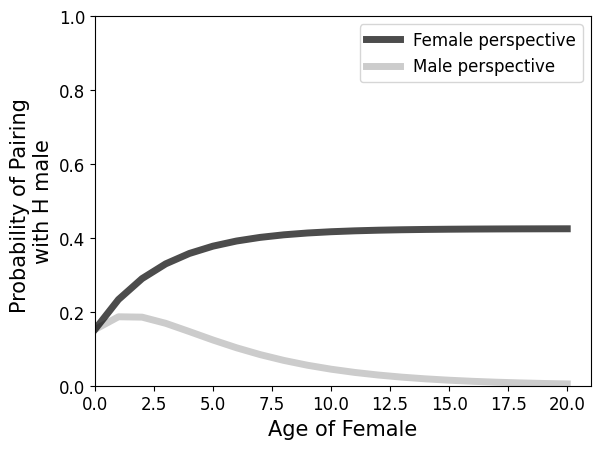 Female perspective
Male perspective
Probability of Pairing
with H male
1.0
0.8
0.6
0.4
0.2
0.0
0.0 2.5 5.0 7.5 10.0 12.5 15.0 17.5 20.0
Age of Female